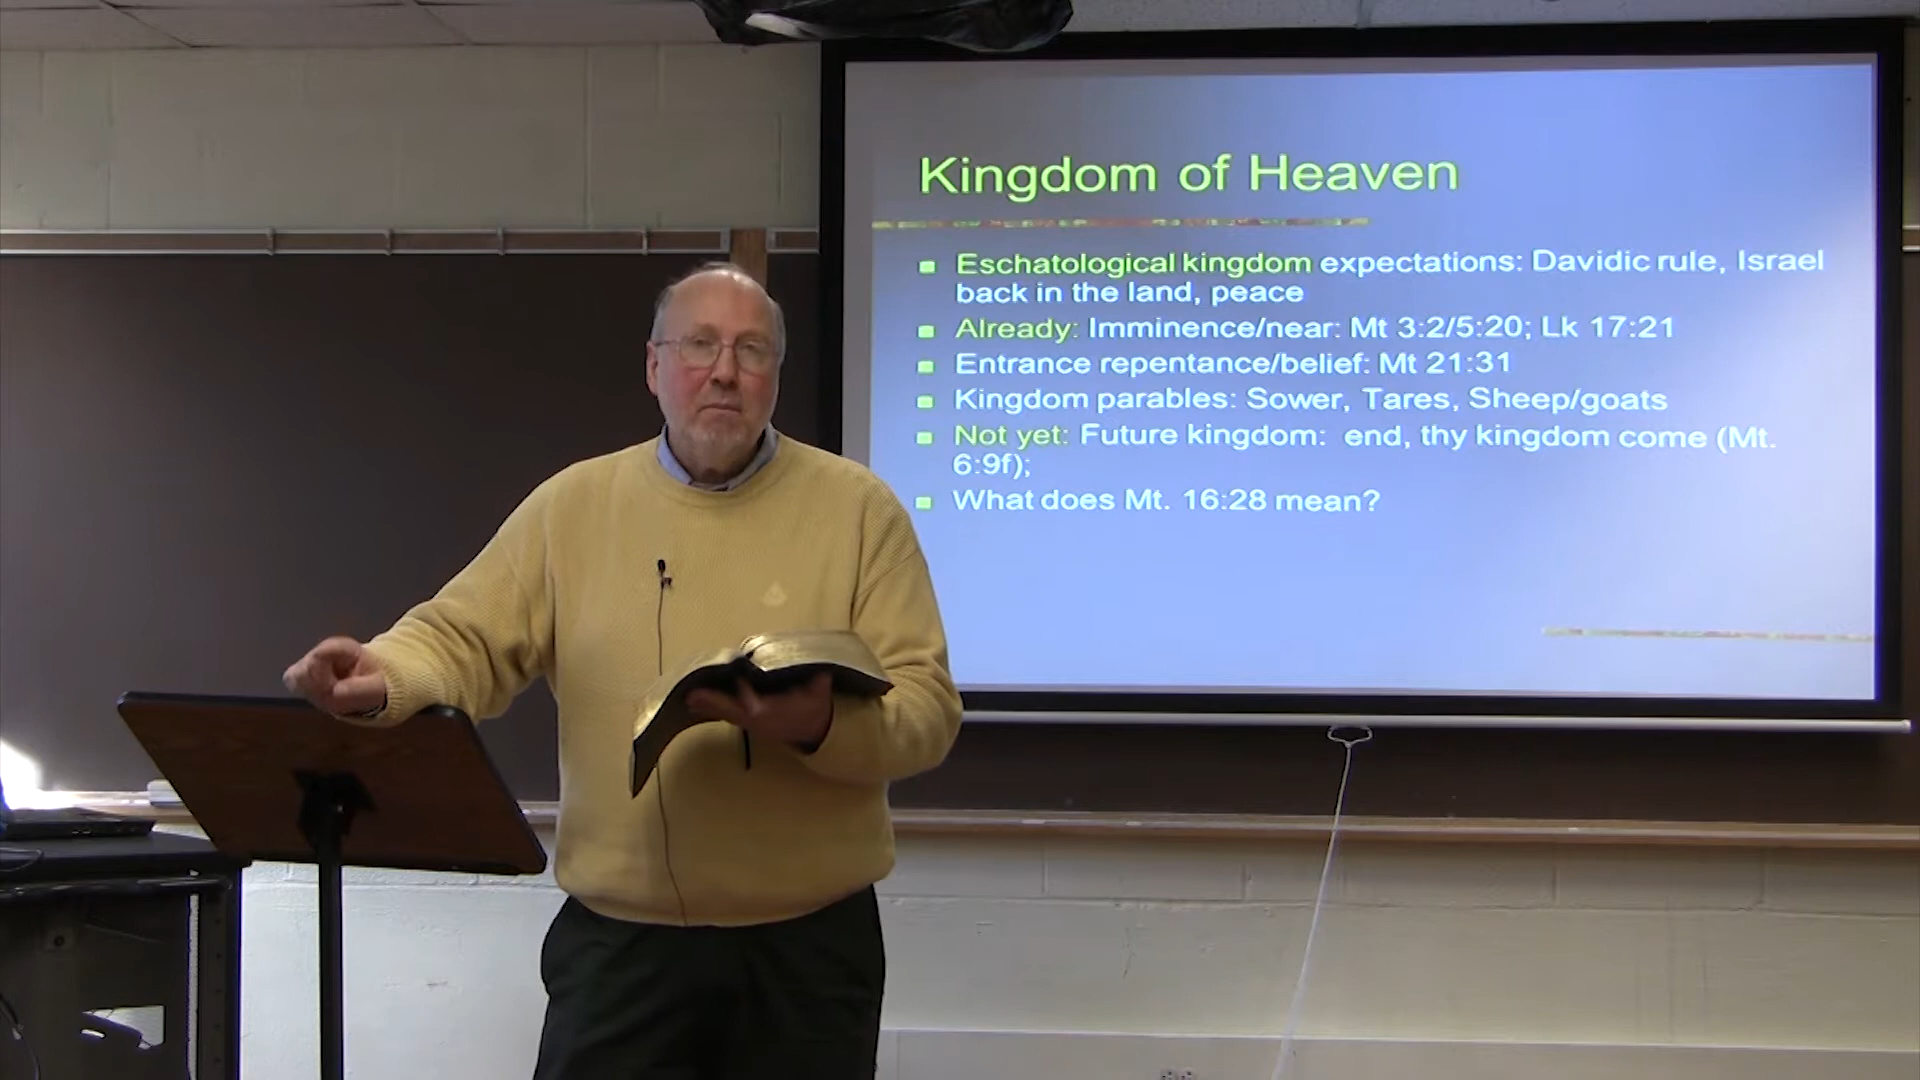 Kingdom of Heaven
Eschatological kingdom expectations: Davidic rule, Israel
back in the land, peace
Already: Imminence/near: Mt 3:2/5:20; Lk 17:21
Entrance repentance/belief: Mt 21:31
Kingdom parables: Sower, Tares, Sheep/goats
Not yet: Future kingdom: end, thy kingdom come (Mt.
6:9f);
What does Mt. 16:28 mean?